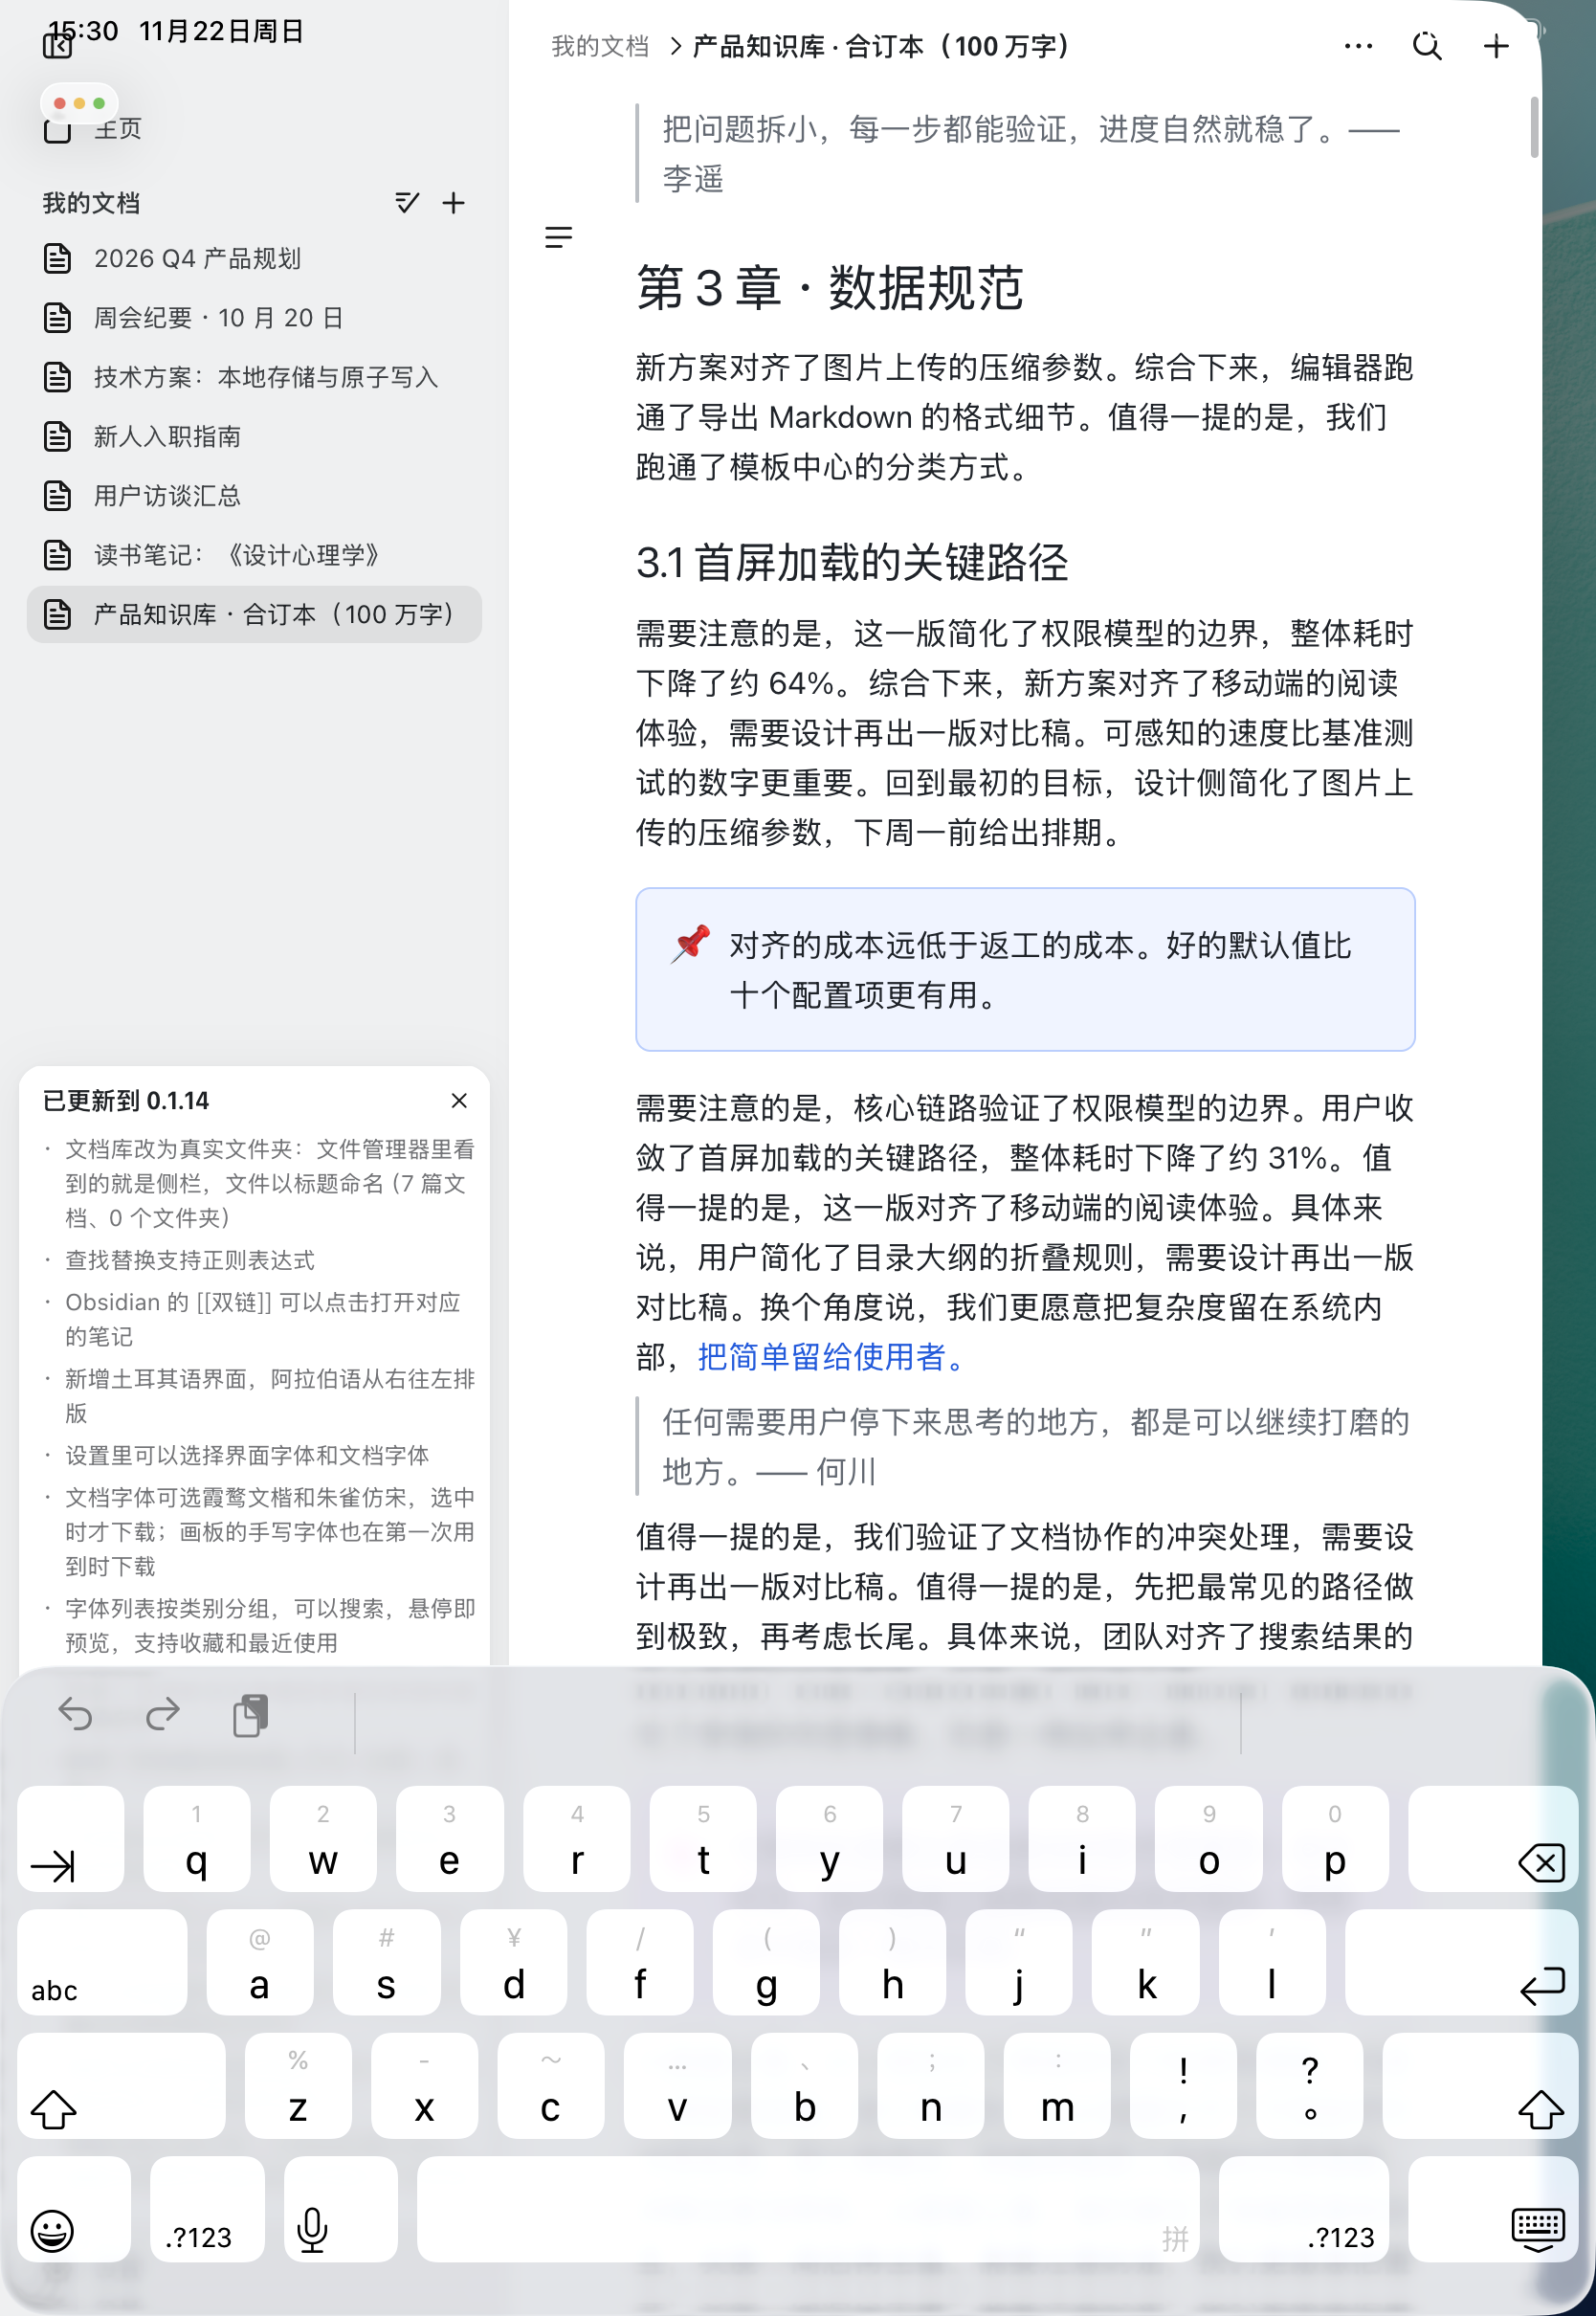 15:30 11月22日周日
主页
我的文档
2026 Q4 产品规划
周会纪要 · 10 月 20 日
技术方案：本地存储与原子写入
新人入职指南
用户访谈汇总
读书笔记：《设计心理学》
产品知识库 · 合订本（100 万字）
已更新到 0.1.14
· 文档库改为真实文件夹：文件管理器里看
到的就是侧栏，文件以标题命名 (7 篇文
档、0 个文件夹)
· 查找替换支持正则表达式
· Obsidian 的 [[双链]] 可以点击打开对应
的笔记
· 新增土耳其语界面，阿拉伯语从右往左排
版
· 设置里可以选择界面字体和文档字体
· 文档字体可选霞鹜文楷和朱雀仿宋，选中
时才下载；画板的手写字体也在第一次用
到时下载
· 字体列表按类别分组，可以搜索，悬停即
预览，支持收藏和最近使用
我的文档 > 产品知识库 · 合订本（100 万字）
把问题拆小，每一步都能验证，进度自然就稳了。——
李遥
第 3 章 · 数据规范
新方案对齐了图片上传的压缩参数。综合下来，编辑器跑
通了导出 Markdown 的格式细节。值得一提的是，我们
跑通了模板中心的分类方式。
3.1 首屏加载的关键路径
需要注意的是，这一版简化了权限模型的边界，整体耗时
下降了约 64%。综合下来，新方案对齐了移动端的阅读
体验，需要设计再出一版对比稿。可感知的速度比基准测
试的数字更重要。回到最初的目标，设计侧简化了图片上
传的压缩参数，下周一前给出排期。
📌 对齐的成本远低于返工的成本。好的默认值比
十个配置项更有用。
需要注意的是，核心链路验证了权限模型的边界。用户收
敛了首屏加载的关键路径，整体耗时下降了约 31%。值
得一提的是，这一版对齐了移动端的阅读体验。具体来
说，用户简化了目录大纲的折叠规则，需要设计再出一版
对比稿。换个角度说，我们更愿意把复杂度留在系统内
部，把简单留给使用者。
任何需要用户停下来思考的地方，都是可以继续打磨的
地方。—— 何川
值得一提的是，我们验证了文档协作的冲突处理，需要设
计再出一版对比稿。值得一提的是，先把最常见的路径做
到极致，再考虑长尾。具体来说，团队对齐了搜索结果的
1 2 3 4 5 6 7 8 9 0
q w e r t y u i o p
@ # ¥ / ( ) “ ” ’
abc a s d f g h j k l
% - ～ … 、 ； ： ! ?
z x c v b n m , 。
.?123 拼 .?123